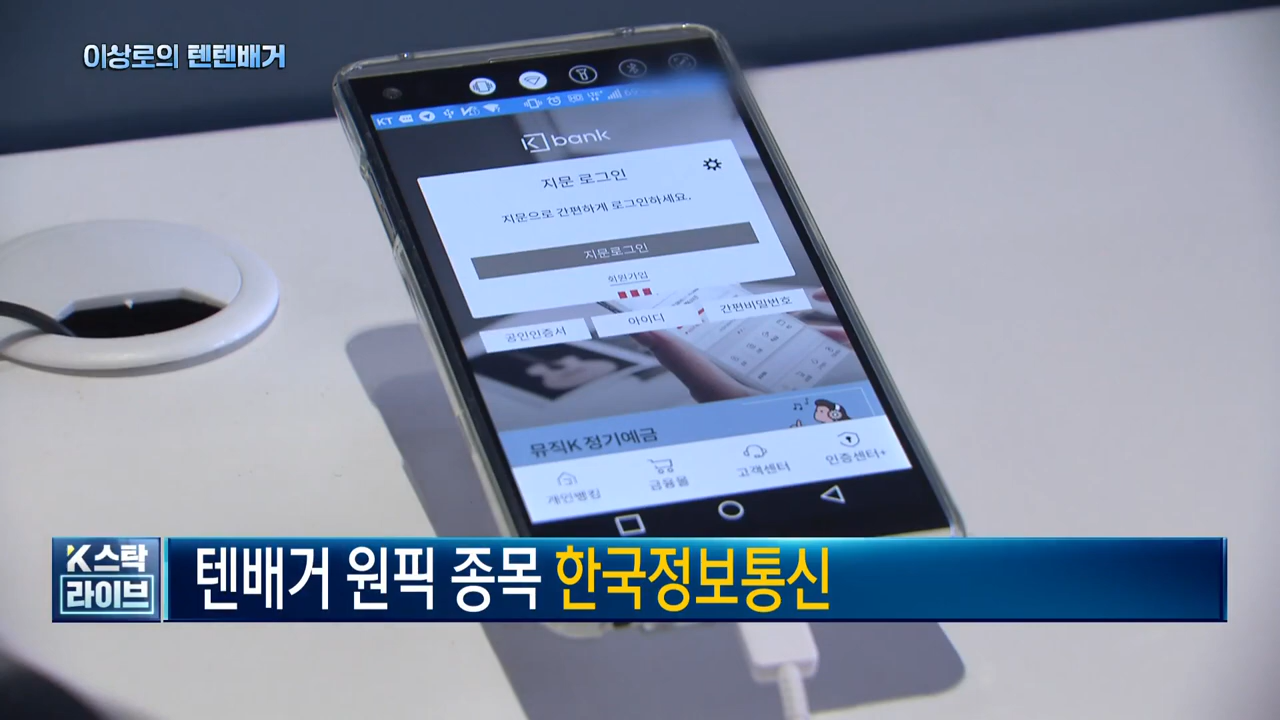 이상로의 텐텐배거
KT
K bank
지문 로그인
지문으로 간편하게 로그인하세요.
지문로그인
회원가입
공인인증서 아이디 간편비밀번호
뮤직K 정기예금
개인뱅킹 금융몰 고객센터 인증센터+
K스탁
라이브
텐배거 원픽 종목 한국정보통신